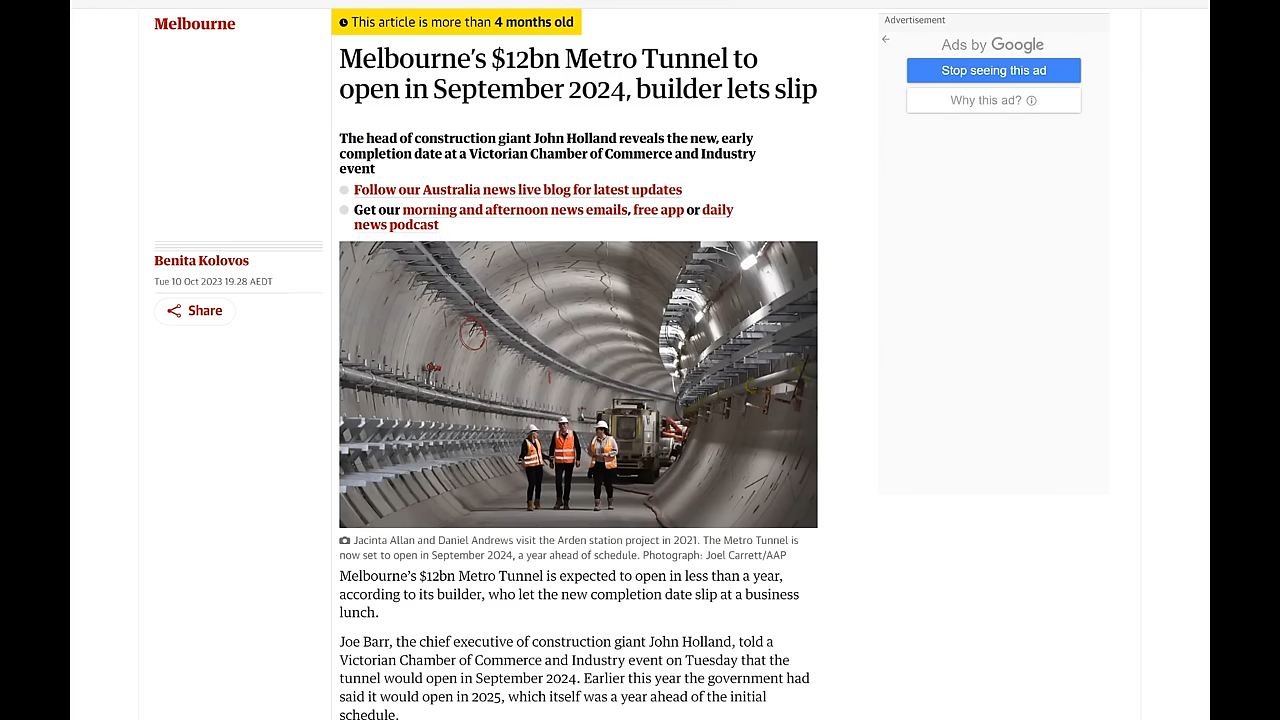 Melbourne
This article is more than 4 months old
Melbourne's $12bn Metro Tunnel to
open in September 2024, builder lets slip
The head of construction giant John Holland reveals the new, early
completion date at a Victorian Chamber of Commerce and Industry
event
Follow our Australia news live blog for latest updates
Get our morning and afternoon news emails, free app or daily
news podcast
Benita Kolovos
Tue 10 Oct 2023 19.28 AEDT
Share
Jacinta Allan and Daniel Andrews visit the Arden station project in 2021. The Metro Tunnel is
now set to open in September 2024, a year ahead of schedule. Photograph: Joel Carrett/AAP
Melbourne's $12bn Metro Tunnel is expected to open in less than a year,
according to its builder, who let the new completion date slip at a business
lunch.
Joe Barr, the chief executive of construction giant John Holland, told a
Victorian Chamber of Commerce and Industry event on Tuesday that the
tunnel would open in September 2024. Earlier this year the government had
said it would open in 2025, which itself was a year ahead of the initial
schedule.
Advertisement
Ads by Google
Stop seeing this ad
Why this ad?